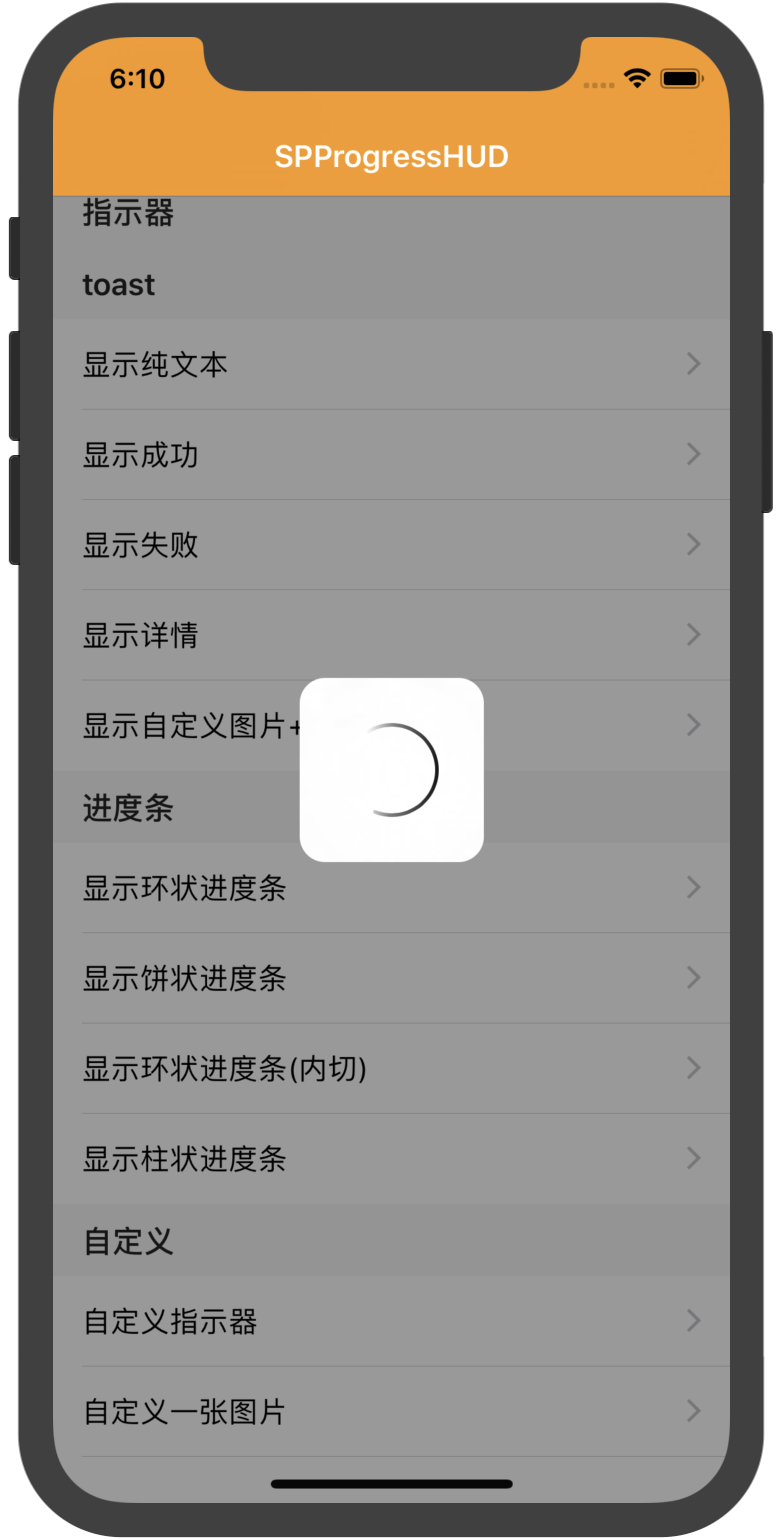 6:10
SPProgressHUD
指示器
toast
显示纯文本
显示成功
显示失败
显示详情
显示自定义图片+
进度条
显示环状进度条
显示饼状进度条
显示环状进度条(内切)
显示柱状进度条
自定义
自定义指示器
自定义一张图片